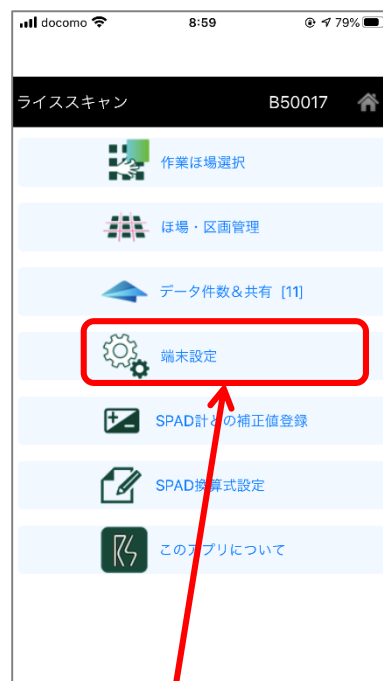 docomo 8:59 79%
ライススキャン B50017
作業ほ場選択
ほ場・区画管理
データ件数&共有 [11]
端末設定
SPAD計との補正値登録
SPAD換算式設定
このアプリについて